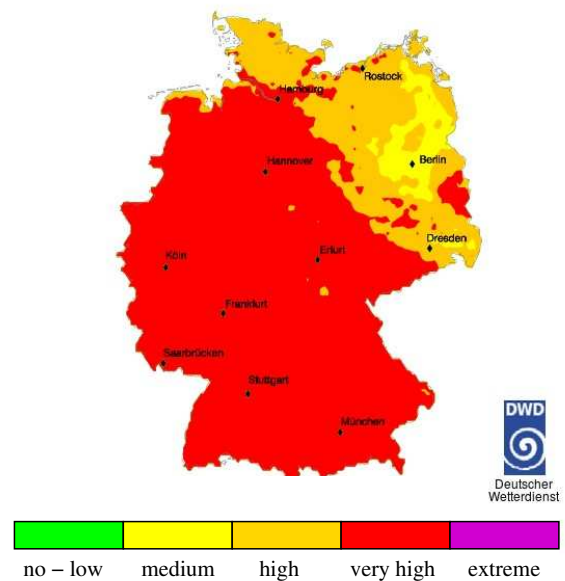 Rostock
Hamburg
Berlin
Hannover
Dresden
Erfurt
Köln
Frankfurt
Saarbrücken
Stuttgart
München
DWD
Deutscher
Wetterdienst
no – low medium high very high extreme